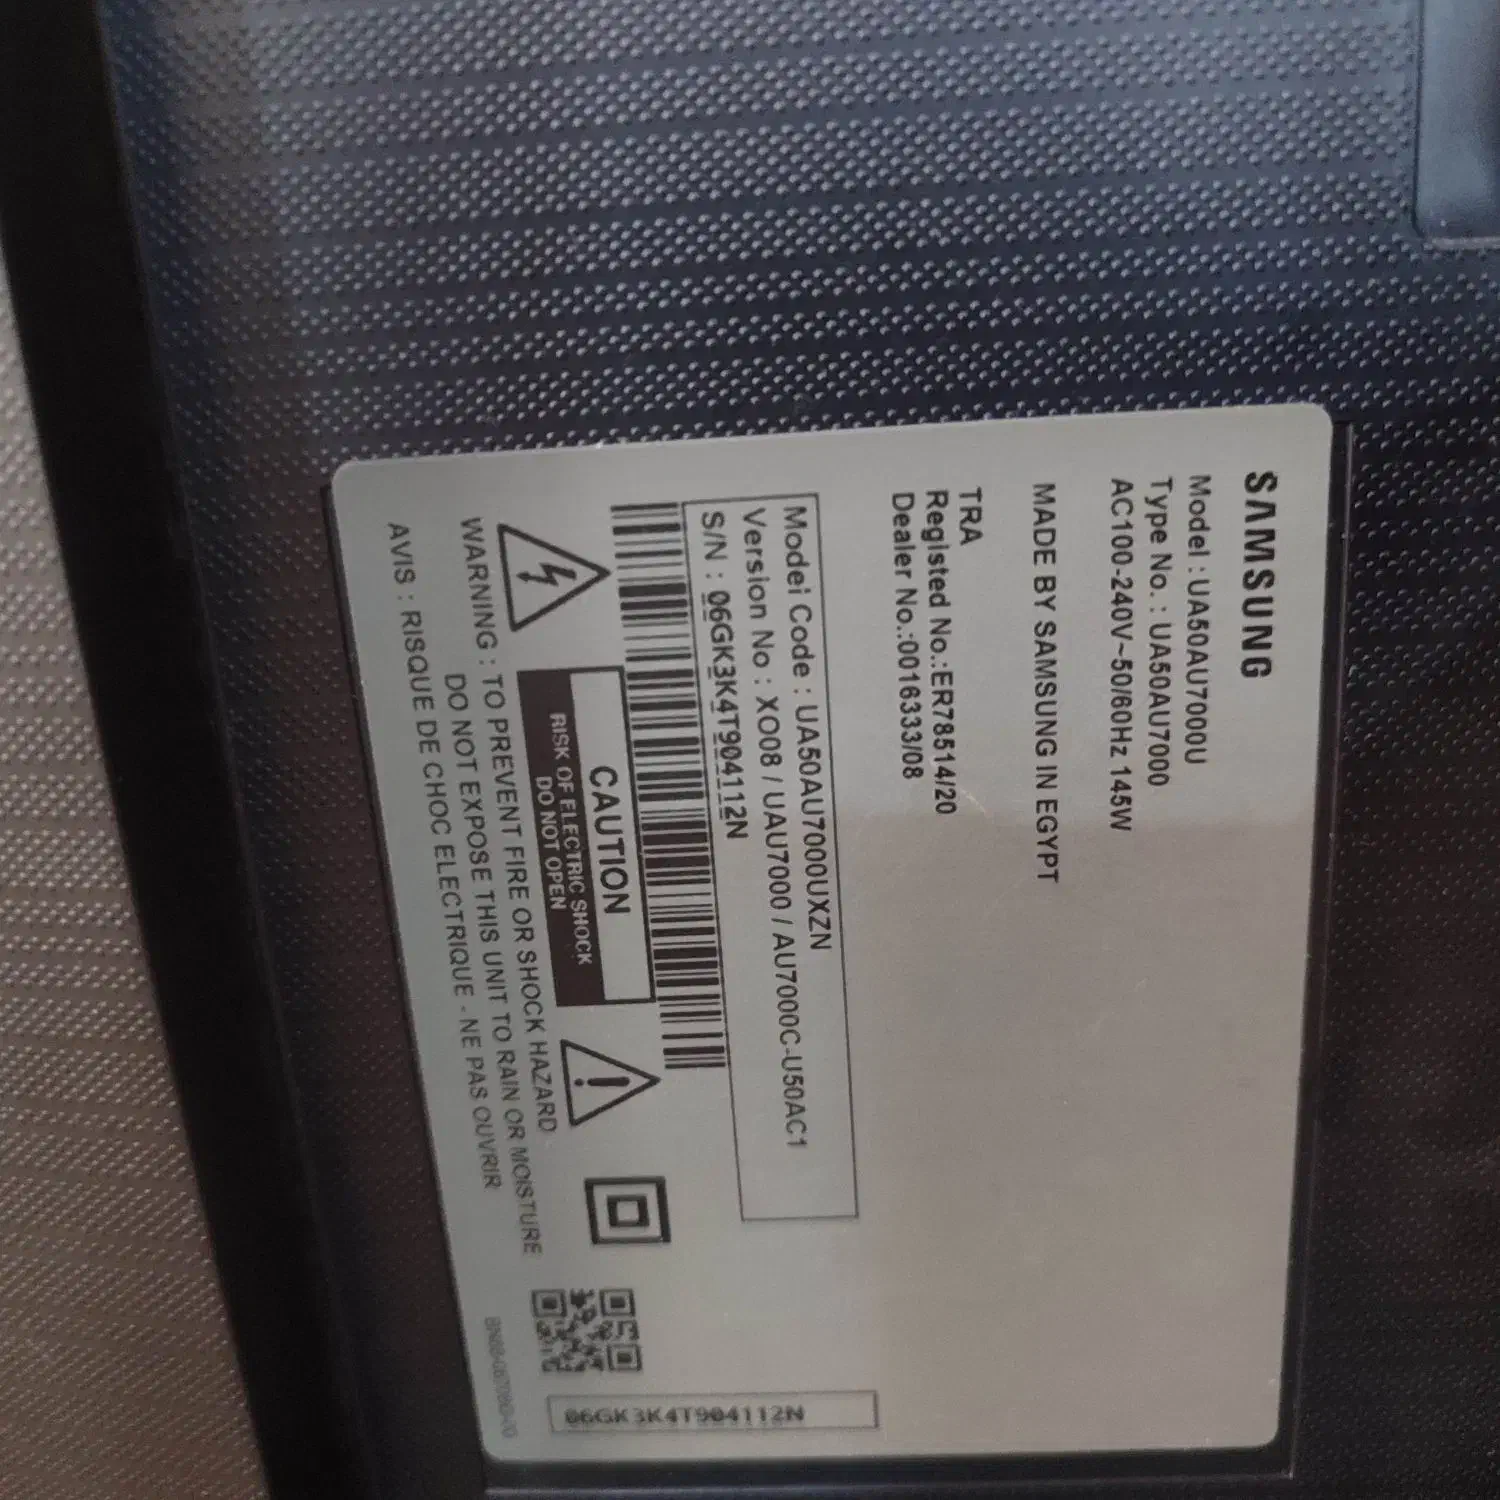 SAMSUNG
Model : UA50AU7000U
Type No. : UA50AU7000
AC100-240V~50/60Hz 145W
MADE BY SAMSUNG IN EGYPT
TRA
Registed No.:ER78514/20
Dealer No.:0016333/08
Model Code : UA50AU7000UXZN
Version No : XO08 / UAU7000 / AU7000C-U50AC1
S/N : 06GK3K4T904112N
CAUTION
RISK OF ELECTRIC SHOCK
DO NOT OPEN
WARNING : TO PREVENT FIRE OR SHOCK HAZARD
DO NOT EXPOSE THIS UNIT TO RAIN OR MOISTURE
AVIS : RISQUE DE CHOC ELECTRIQUE - NE PAS OUVRIR
06GK3K4T904112N